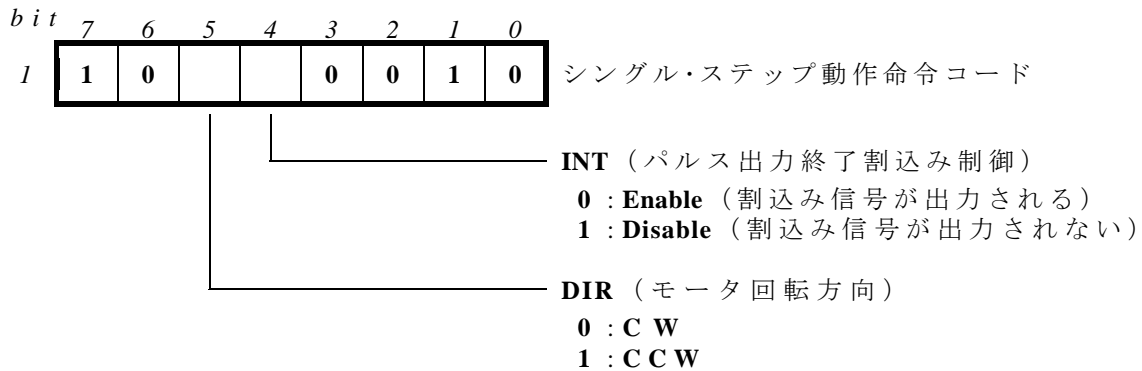 bit 7 6 5 4 3 2 1 0
1 1 0 0 0 1 0 シングル・ステップ動作命令コード
INT（パルス出力終了割込み制御）
0 : Enable（割込み信号が出力される）
1 : Disable（割込み信号が出力されない）
DIR（モータ回転方向）
0 : CW
1 : CCW